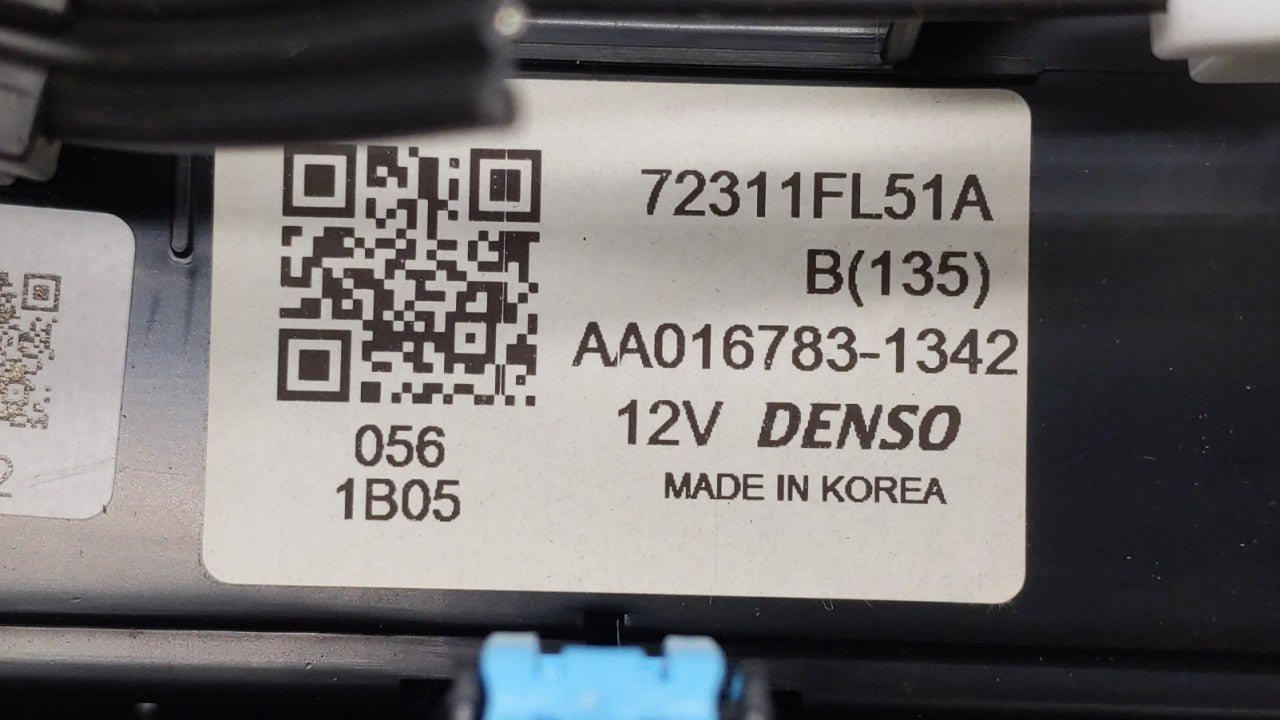 72311FL51A
B(135)
AA016783-1342
12V DENSO
MADE IN KOREA
056
1B05